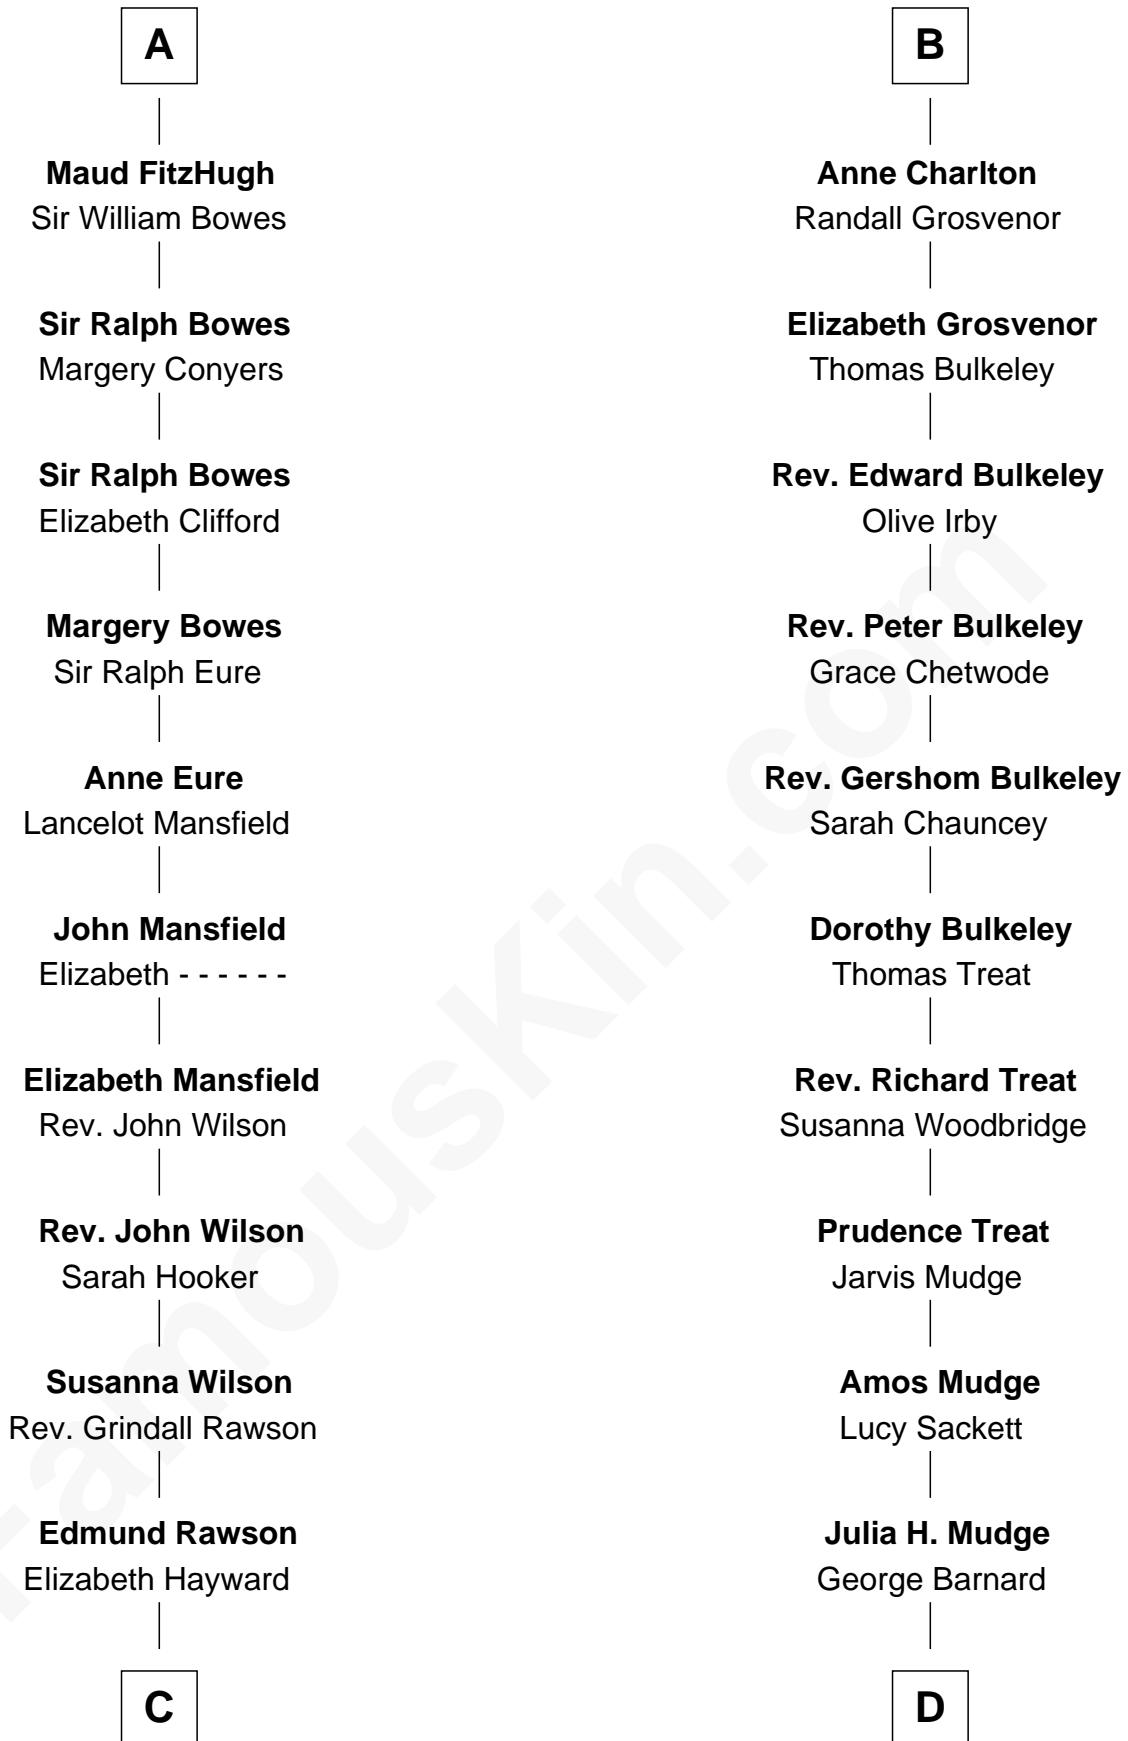 A
Maud FitzHugh
Sir William Bowes
Sir Ralph Bowes
Margery Conyers
Sir Ralph Bowes
Elizabeth Clifford
Margery Bowes
Sir Ralph Eure
Anne Eure
Lancelot Mansfield
John Mansfield
Elizabeth - - - - - -
Elizabeth Mansfield
Rev. John Wilson
Rev. John Wilson
Sarah Hooker
Susanna Wilson
Rev. Grindall Rawson
Edmund Rawson
Elizabeth Hayward
C
B
Anne Charlton
Randall Grosvenor
Elizabeth Grosvenor
Thomas Bulkeley
Rev. Edward Bulkeley
Olive Irby
Rev. Peter Bulkeley
Grace Chetwode
Rev. Gershom Bulkeley
Sarah Chauncey
Dorothy Bulkeley
Thomas Treat
Rev. Richard Treat
Susanna Woodbridge
Prudence Treat
Jarvis Mudge
Amos Mudge
Lucy Sackett
Julia H. Mudge
George Barnard
D
FamousKin.com